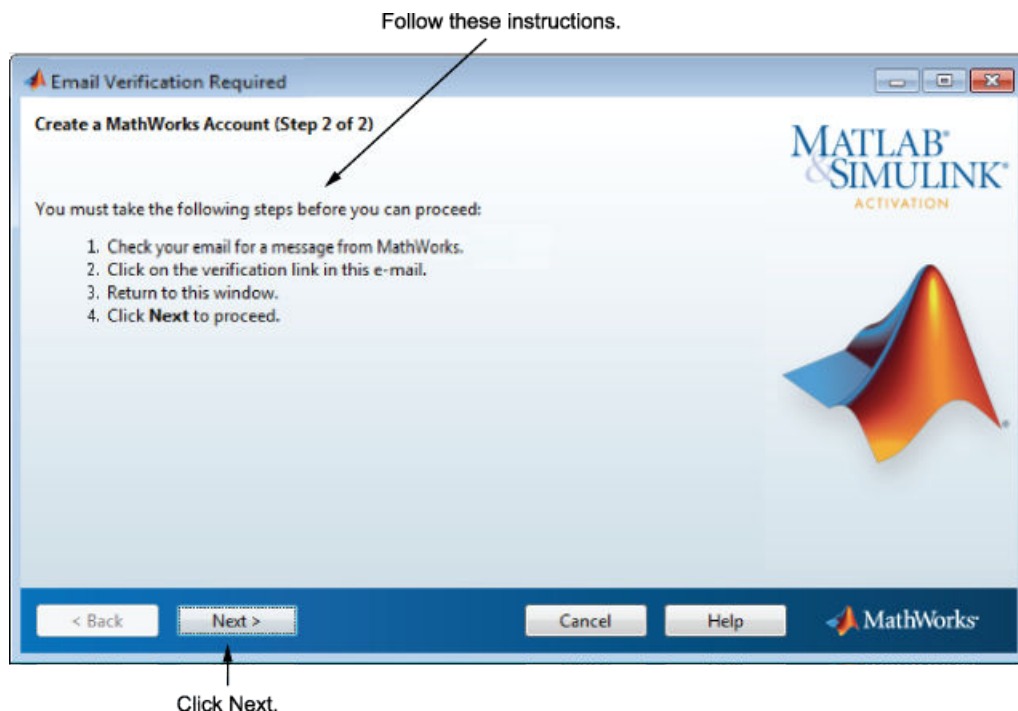 Follow these instructions.
Email Verification Required
Create a MathWorks Account (Step 2 of 2)
MATLAB®
&SIMULINK®
ACTIVATION
You must take the following steps before you can proceed:
1. Check your email for a message from MathWorks.
2. Click on the verification link in this e-mail.
3. Return to this window.
4. Click Next to proceed.
< Back Next > Cancel Help MathWorks®
Click Next.